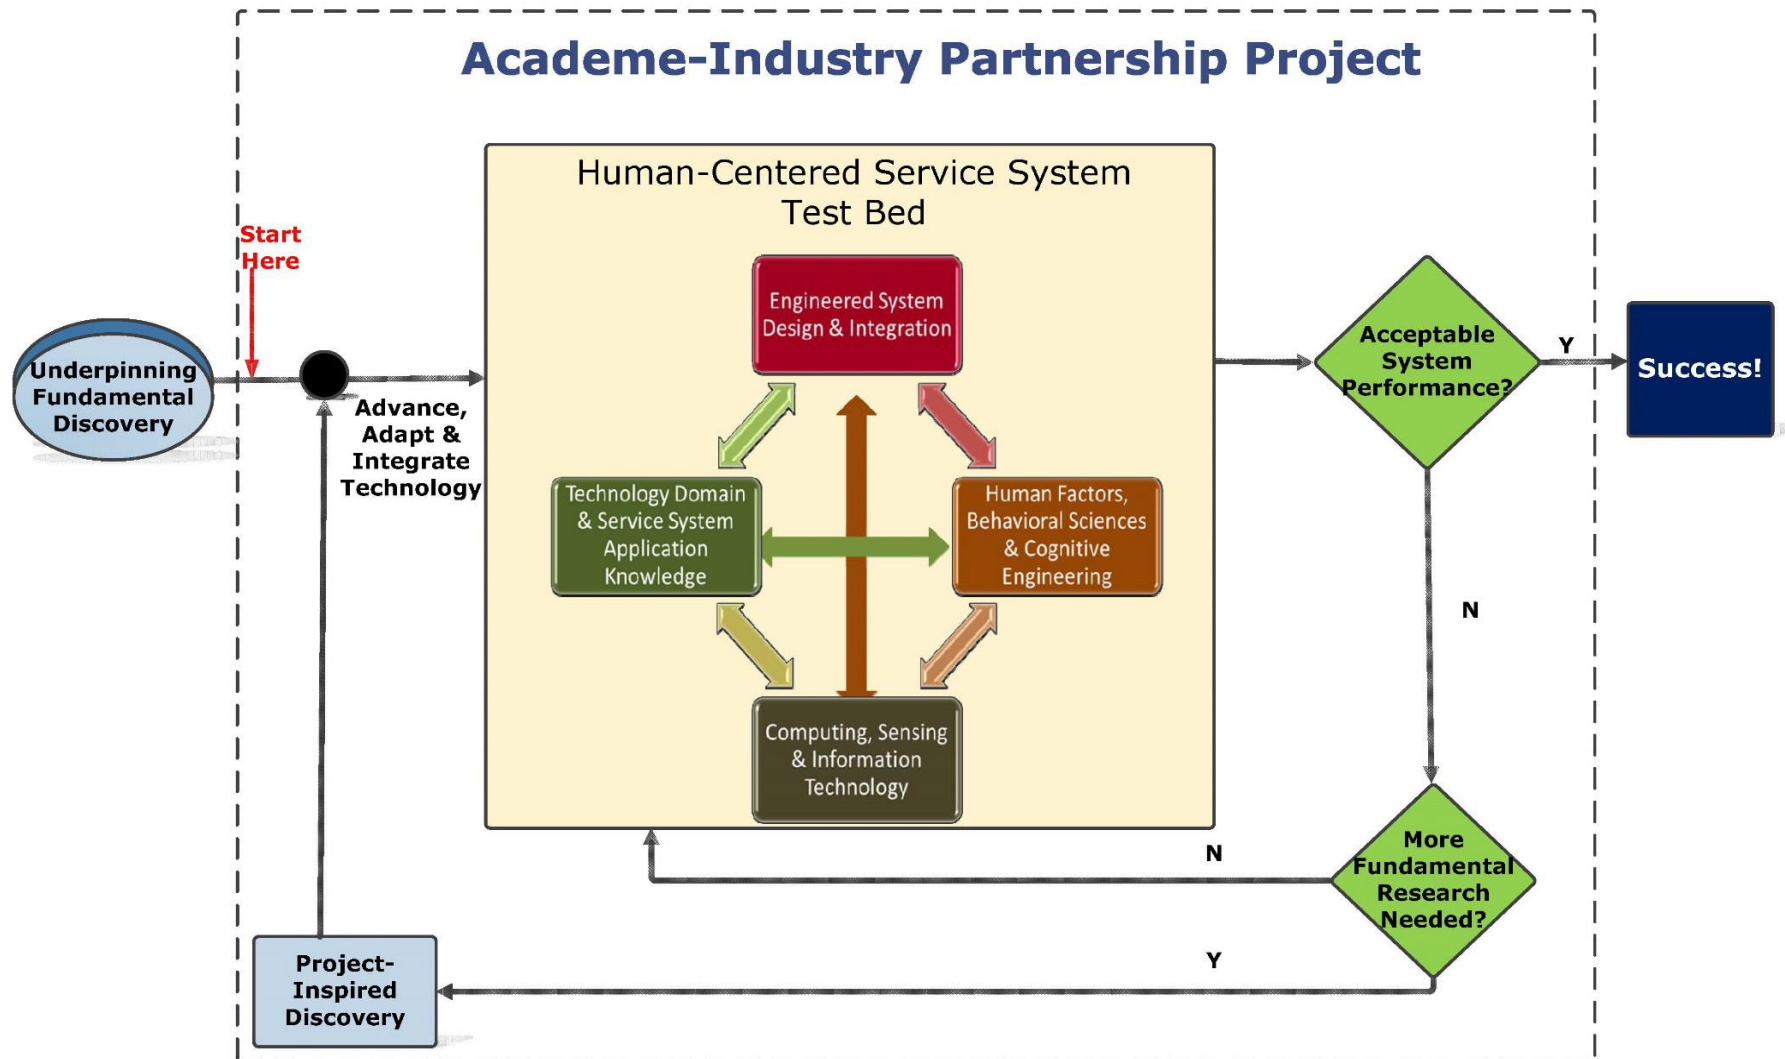 Academe-Industry Partnership Project
Human-Centered Service System
Test Bed
Start
Here
Engineered System
Design & Integration
Underpinning
Fundamental
Discovery
Advance,
Adapt &
Integrate
Technology
Acceptable
System
Performance?
Y
Success!
Technology Domain
& Service System
Application
Knowledge
Human Factors,
Behavioral Sciences
& Cognitive
Engineering
N
Computing, Sensing
& Information
Technology
More
Fundamental
Research
Needed?
N
Y
Project-
Inspired
Discovery